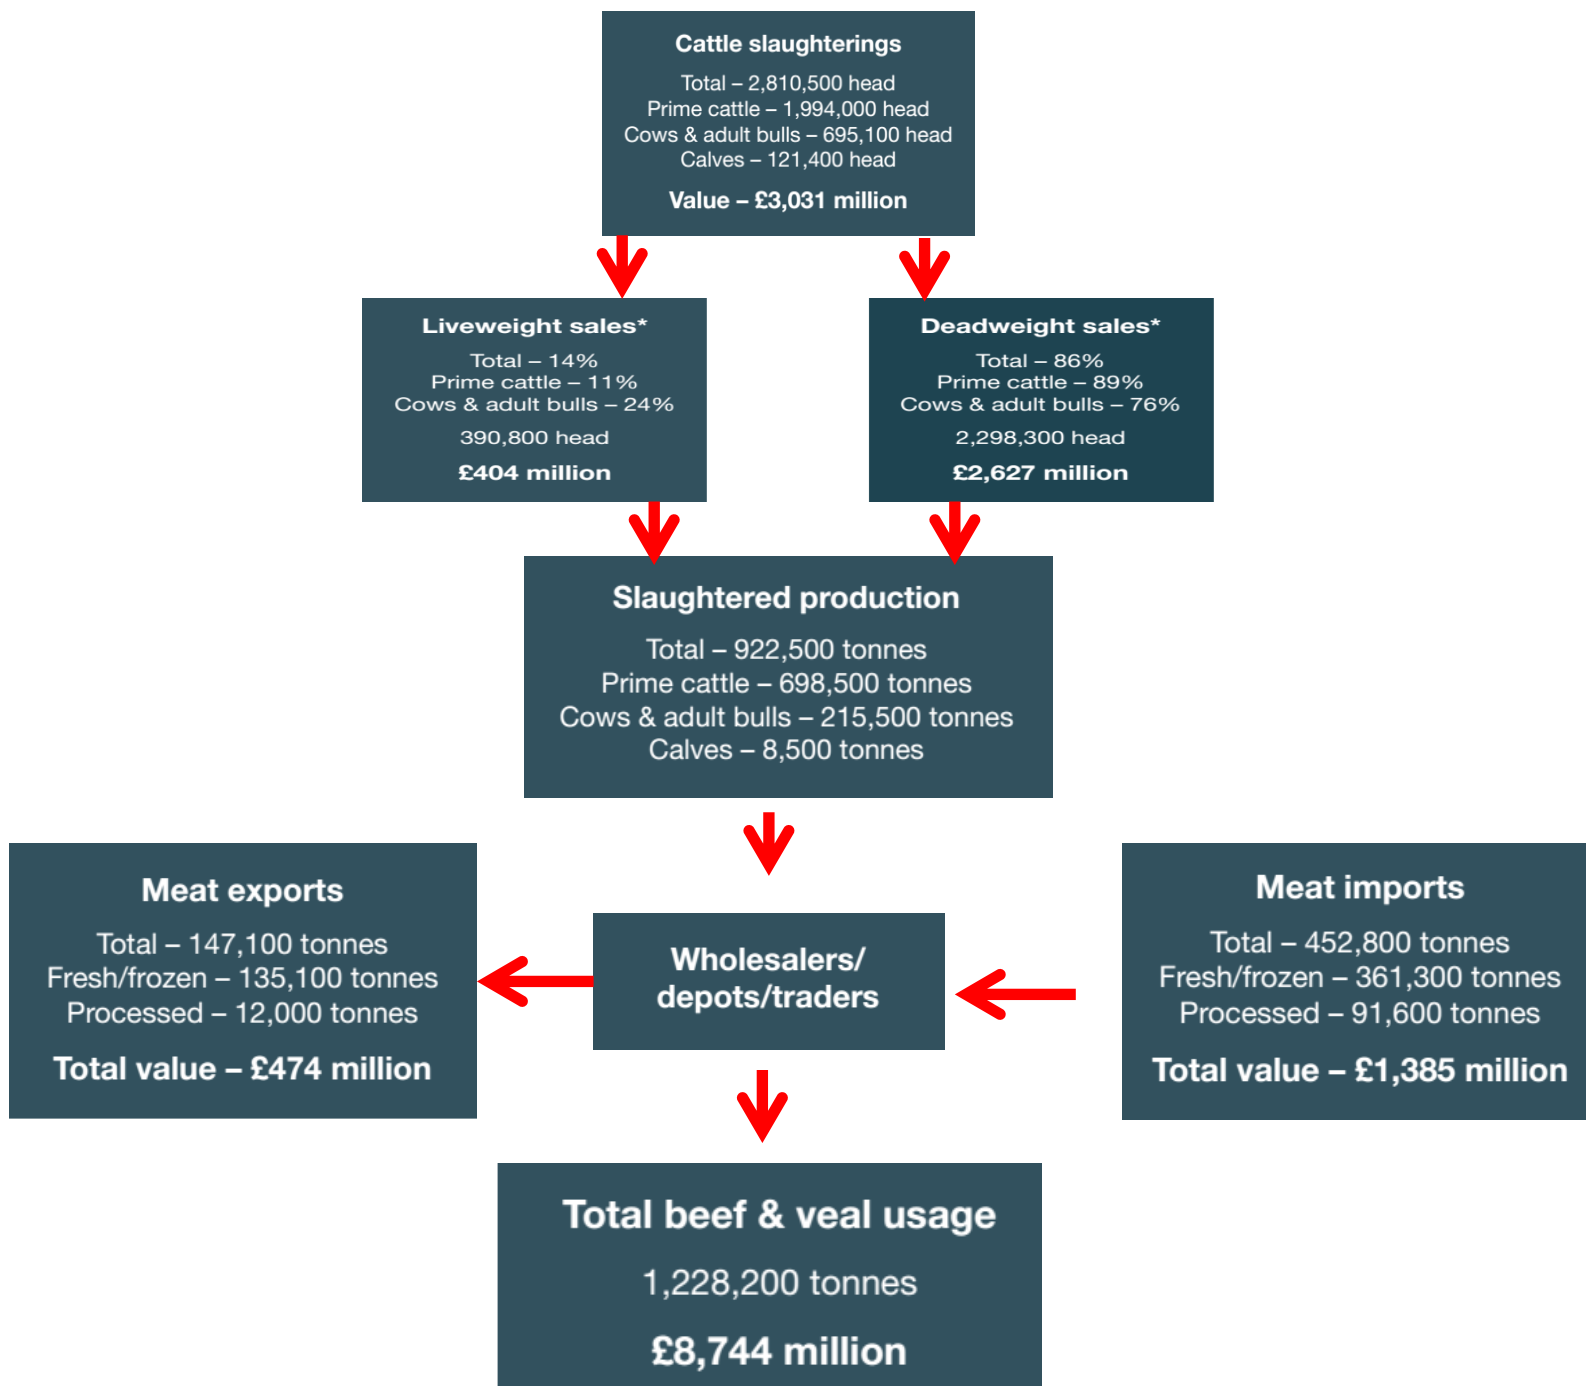 Cattle slaughterings
Total – 2,810,500 head
Prime cattle – 1,994,000 head
Cows & adult bulls – 695,100 head
Calves – 121,400 head
Value – £3,031 million
Liveweight sales*
Total – 14%
Prime cattle – 11%
Cows & adult bulls – 24%
390,800 head
£404 million
Deadweight sales*
Total – 86%
Prime cattle – 89%
Cows & adult bulls – 76%
2,298,300 head
£2,627 million
Slaughtered production
Total – 922,500 tonnes
Prime cattle – 698,500 tonnes
Cows & adult bulls – 215,500 tonnes
Calves – 8,500 tonnes
Meat exports
Total – 147,100 tonnes
Fresh/frozen – 135,100 tonnes
Processed – 12,000 tonnes
Total value – £474 million
Wholesalers/
depots/traders
Meat imports
Total – 452,800 tonnes
Fresh/frozen – 361,300 tonnes
Processed – 91,600 tonnes
Total value – £1,385 million
Total beef & veal usage
1,228,200 tonnes
£8,744 million